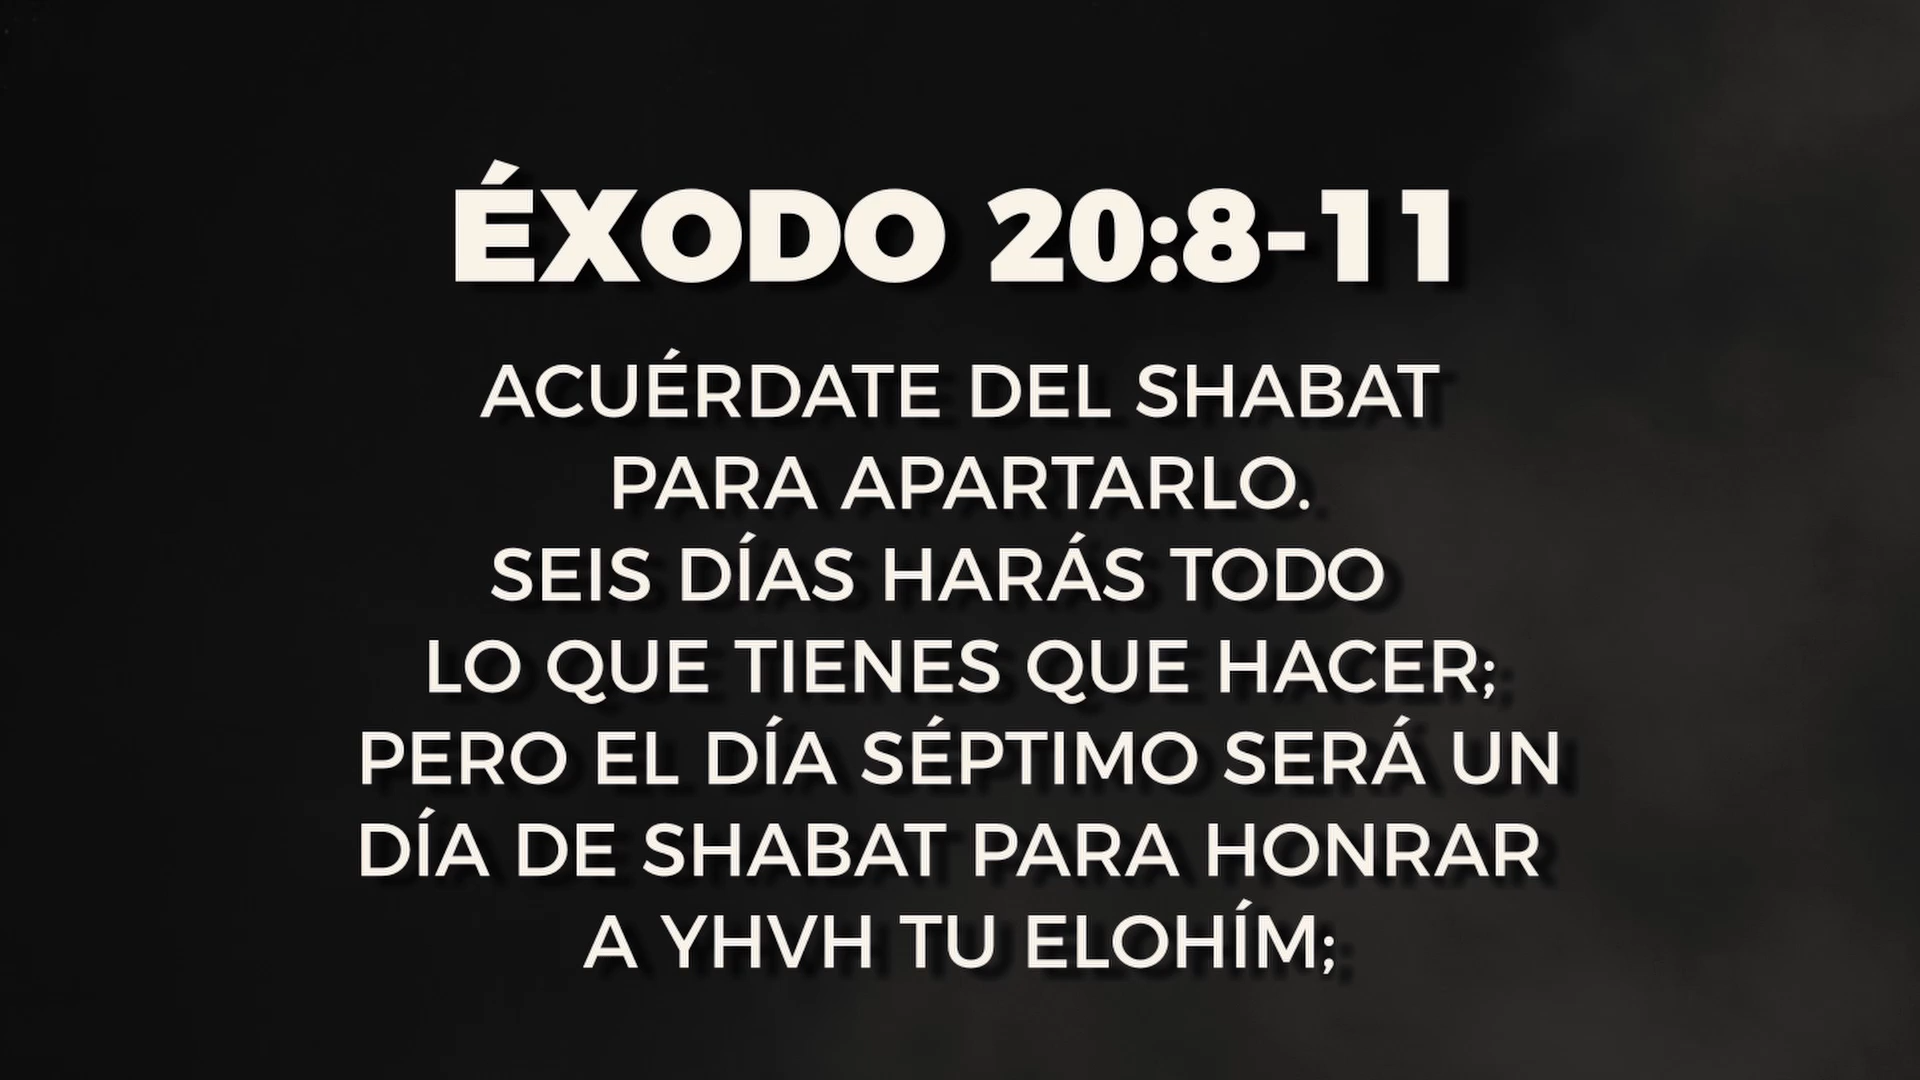 ÉXODO 20:8-11
ACUÉRDATE DEL SHABAT
PARA APARTARLO.
SEIS DÍAS HARÁS TODO
LO QUE TIENES QUE HACER;
PERO EL DÍA SÉPTIMO SERÁ UN
DÍA DE SHABAT PARA HONRAR
A YHVH TU ELOHÍM;